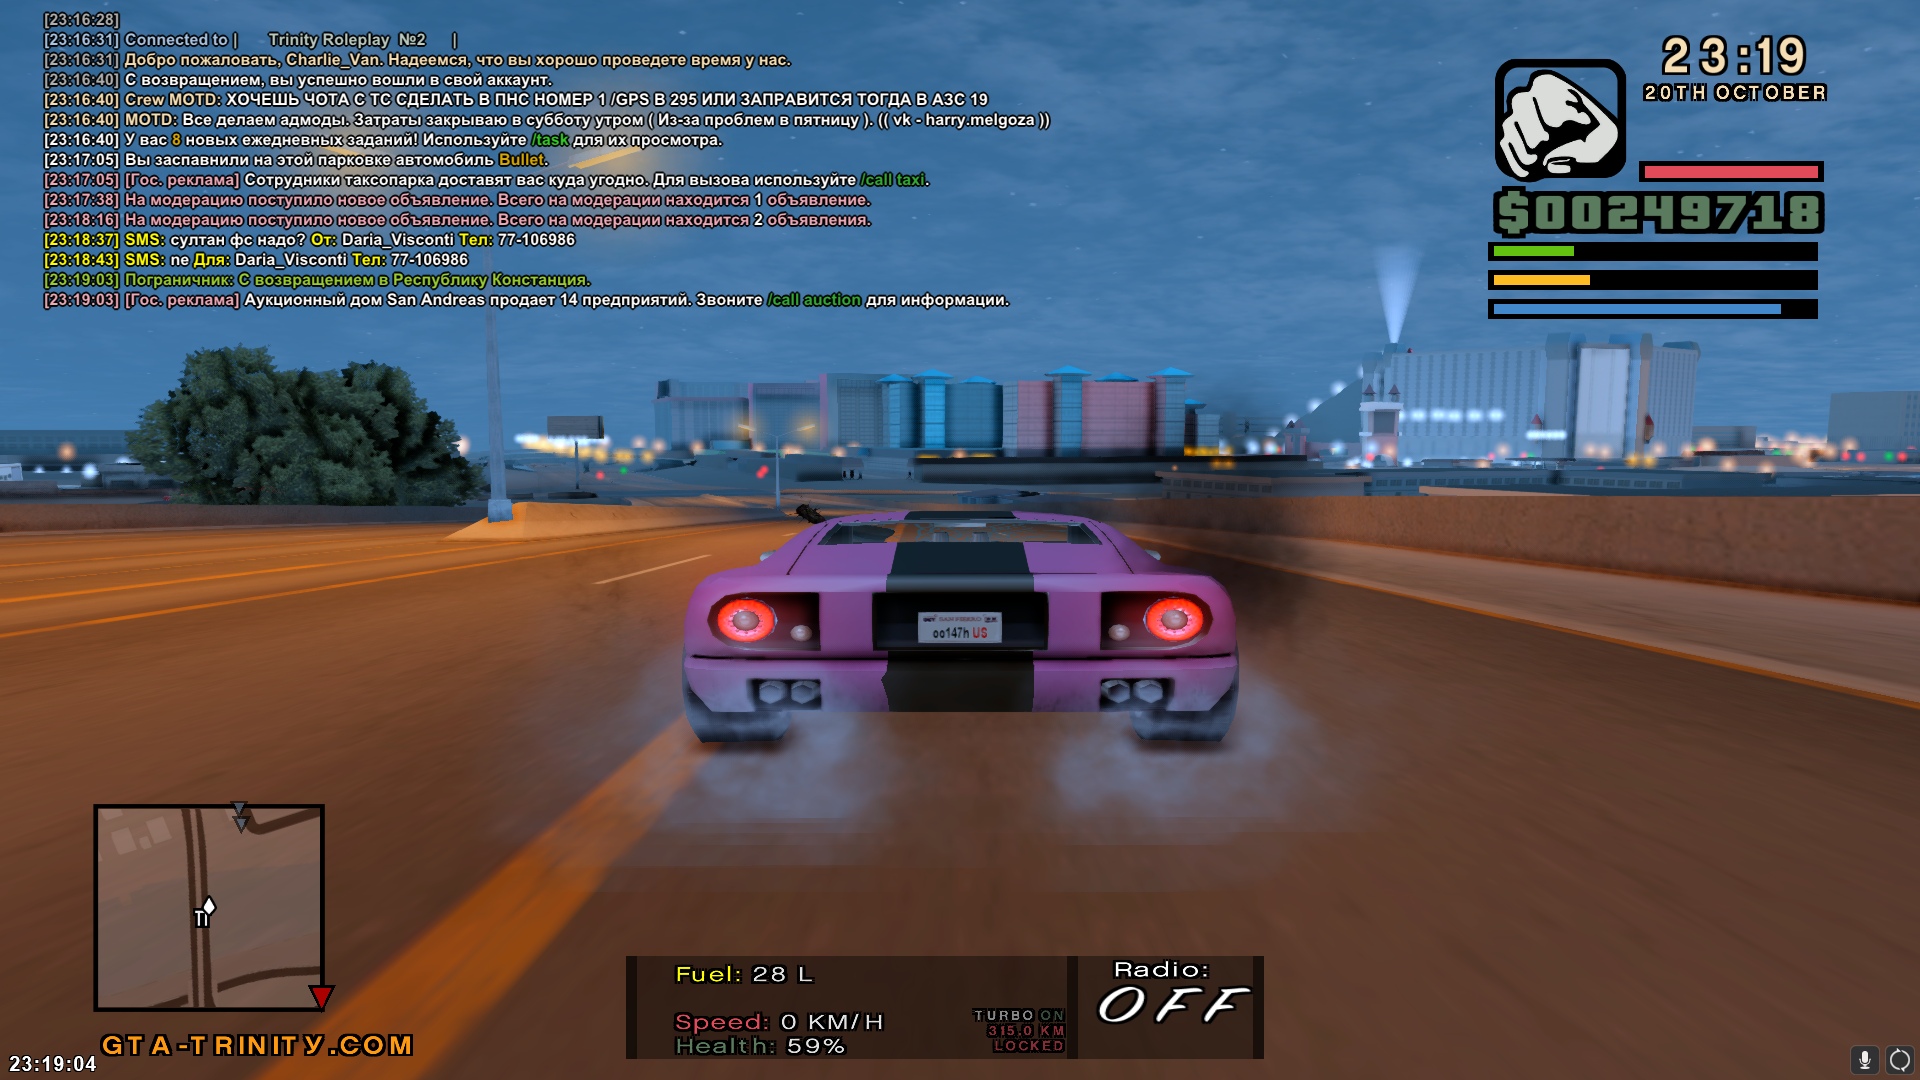 [23:16:28]
[23:16:31] Connected to | Trinity Roleplay №2 |
[23:16:31] Добро пожаловать, Charlie_Van. Надеемся, что вы хорошо проведете время у нас.
[23:16:40] С возвращением, вы успешно вошли в свой аккаунт.
[23:16:40] Crew MOTD: ХОЧЕШЬ ЧОТА С ТС СДЕЛАТЬ В ПНС НОМЕР 1 /GPS В 295 ИЛИ ЗАПРАВИТСЯ ТОГДА В АЗС 19
[23:16:40] MOTD: Все делаем адмоды. Затраты закрываю в субботу утром ( Из-за проблем в пятницу ). (( vk - harry.melgoza ))
[23:16:40] У вас 8 новых ежедневных заданий! Используйте /task для их просмотра.
[23:17:05] Вы заспавнили на этой парковке автомобиль Bullet.
[23:17:05] [Гос. реклама] Сотрудники таксопарка доставят вас куда угодно. Для вызова используйте /call taxi.
[23:17:38] На модерацию поступило новое объявление. Всего на модерации находится 1 объявление.
[23:18:16] На модерацию поступило новое объявление. Всего на модерации находится 2 объявления.
[23:18:37] SMS: султан фс надо? От: Daria_Visconti Тел: 77-106986
[23:18:43] SMS: ne Для: Daria_Visconti Тел: 77-106986
[23:19:03] Пограничник: С возвращением в Республику Констанция.
[23:19:03] [Гос. реклама] Аукционный дом San Andreas продает 14 предприятий. Звоните /call auction для информации.
23:19
20TH OCTOBER
$00249718
SAN FIERRO
oo147h US
Fuel: 28 L
Speed: 0 KM/H
Health: 59%
TURBO ON
315.0 KM
LOCKED
Radio:
OFF
GTA-TRINITY.COM
23:19:04